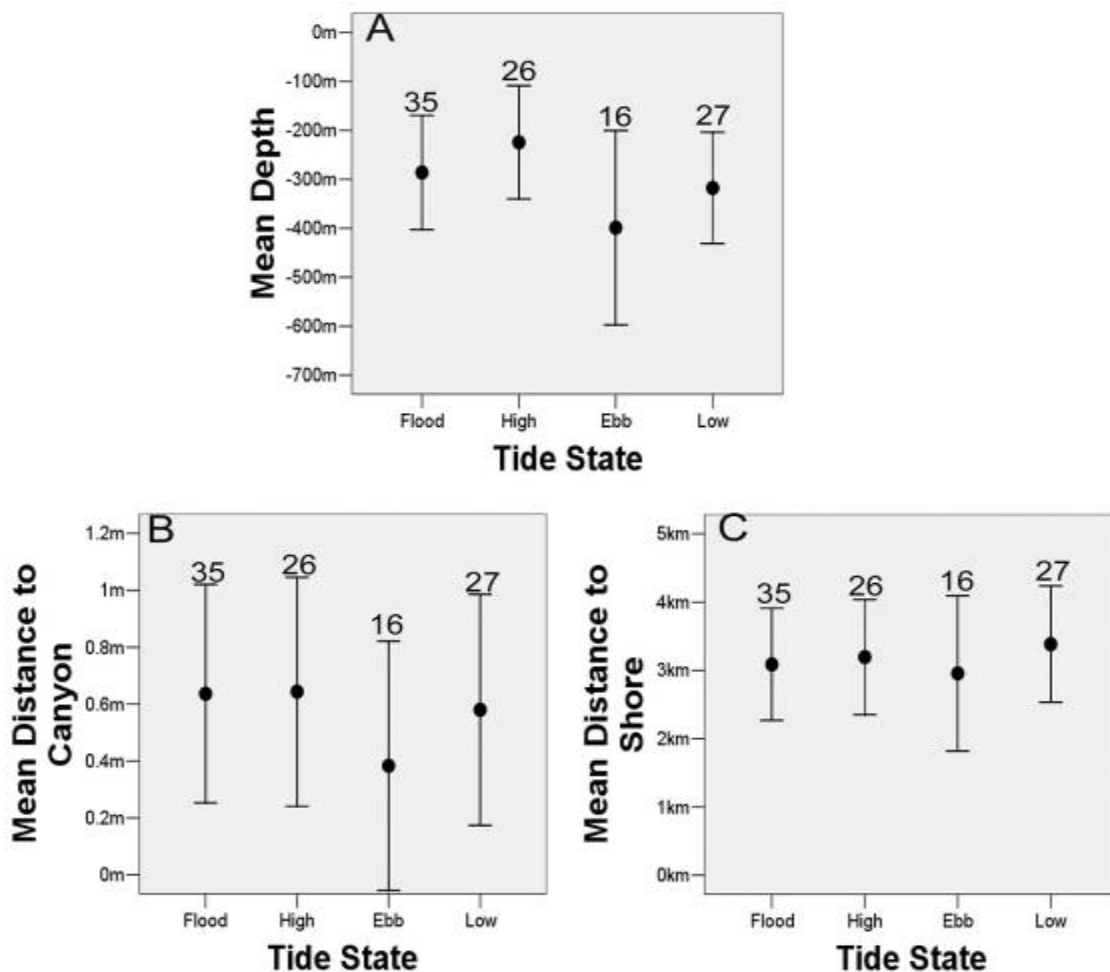 A
0m
-100m
-200m
-300m
-400m
-500m
-600m
-700m
Mean Depth
35
26
16
27
Flood High Ebb Low
Tide State
B
1.2m
1m
0.8m
0.6m
0.4m
0.2m
0m
Mean Distance to
Canyon
35
26
16
27
Flood High Ebb Low
Tide State
C
5km
4km
3km
2km
1km
0km
Mean Distance to
Shore
35
26
16
27
Flood High Ebb Low
Tide State